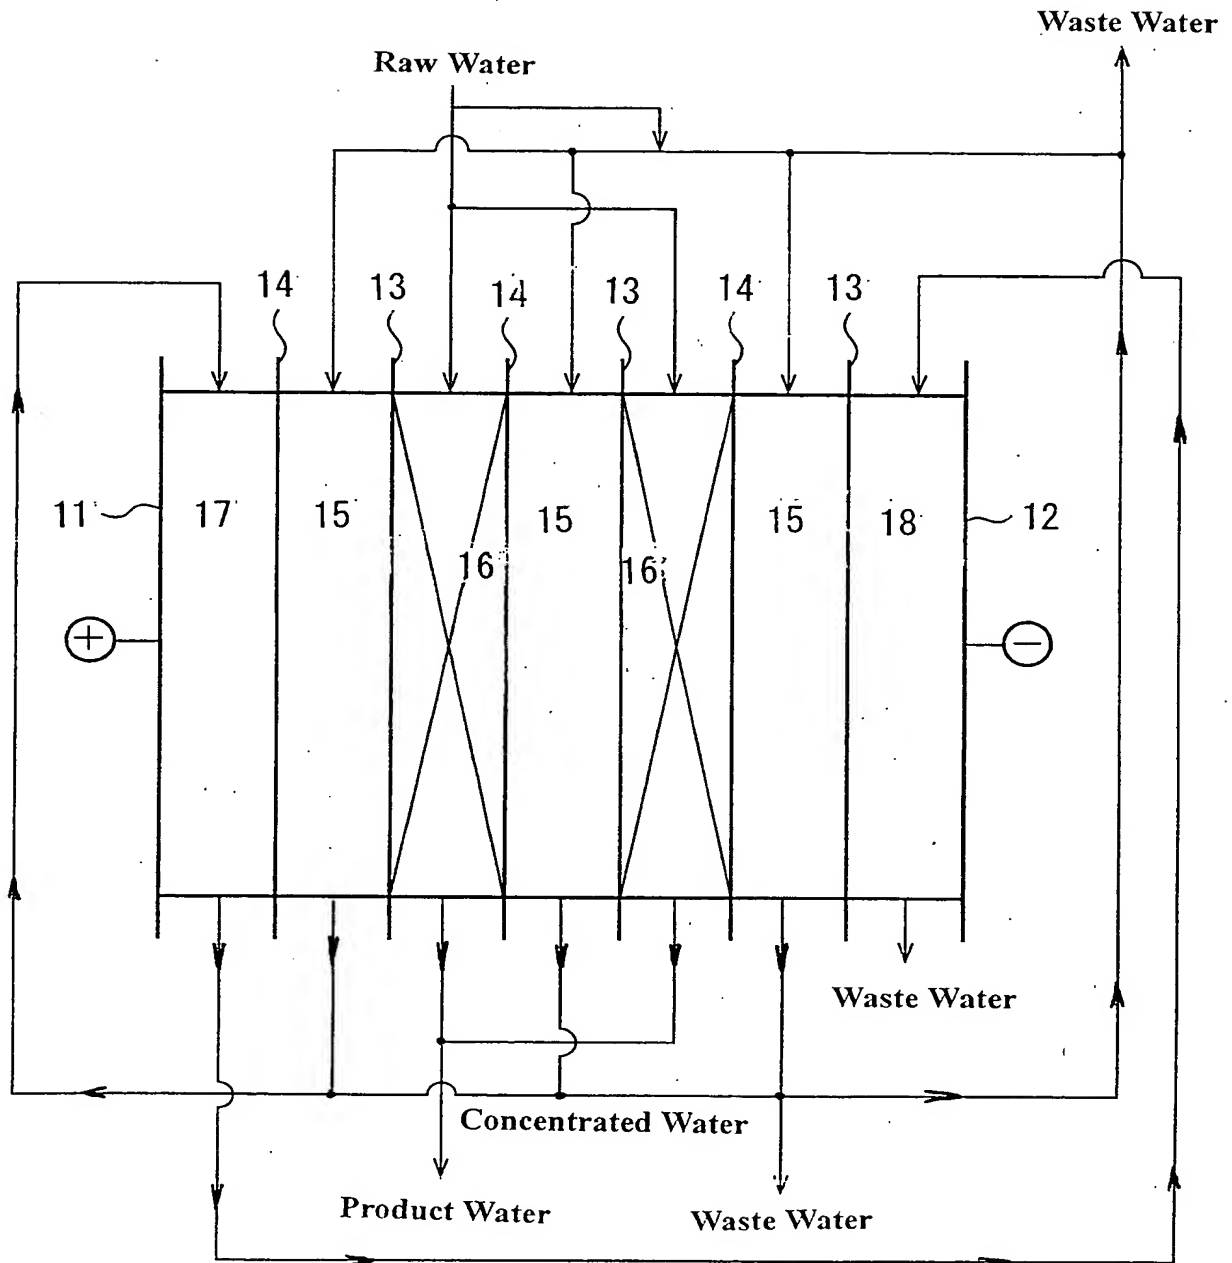 Waste Water
Raw Water
14 13 14 13 14 13
11 17 15 16 15 16 15 18 12
+ −
Waste Water
Concentrated Water
Product Water
Waste Water